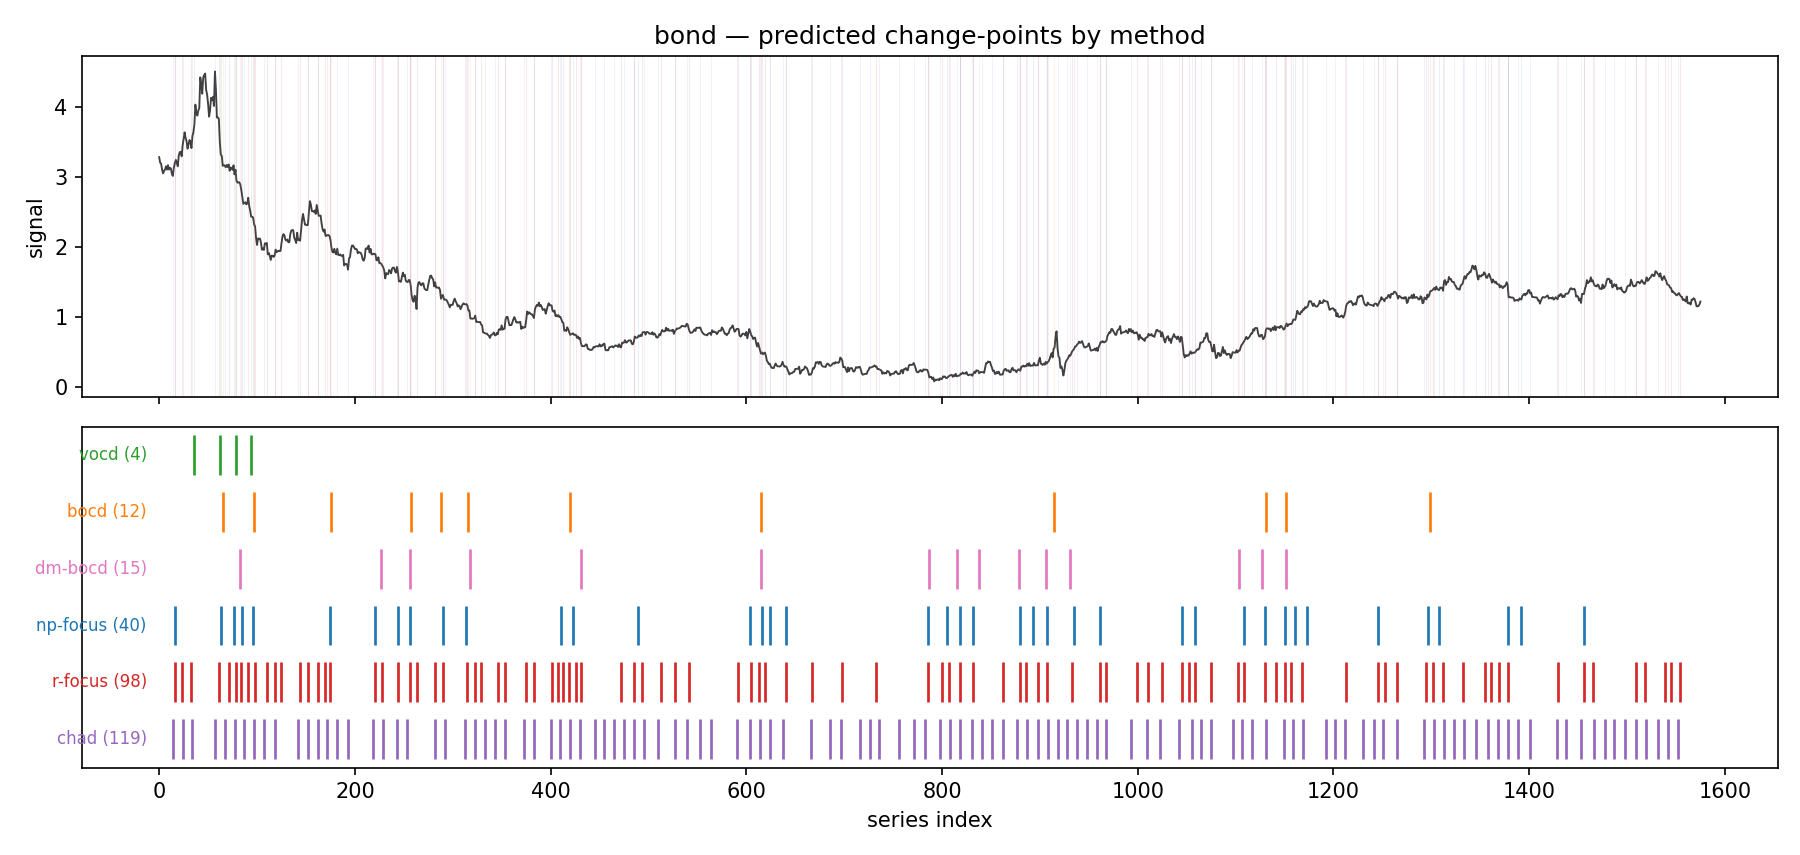 bond — predicted change-points by method
signal
4
3
2
1
0
vocd (4)
bocd (12)
dm-bocd (15)
np-focus (40)
r-focus (98)
chad (119)
0 200 400 600 800 1000 1200 1400 1600
series index